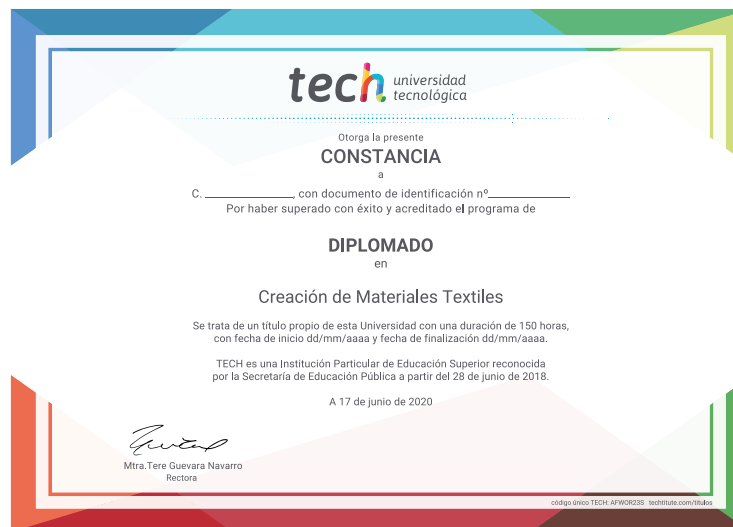 tech universidad
tecnológica
Otorga la presente
CONSTANCIA
a
C. ______________, con documento de identificación nº______________
Por haber superado con éxito y acreditado el programa de
DIPLOMADO
en
Creación de Materiales Textiles
Se trata de un título propio de esta Universidad con una duración de 150 horas,
con fecha de inicio dd/mm/aaaa y fecha de finalización dd/mm/aaaa.
TECH es una Institución Particular de Educación Superior reconocida
por la Secretaría de Educación Pública a partir del 28 de junio de 2018.
A 17 de junio de 2020
Mtra.Tere Guevara Navarro
Rectora
código único TECH: AFWOR23S techtitute.com/titulos